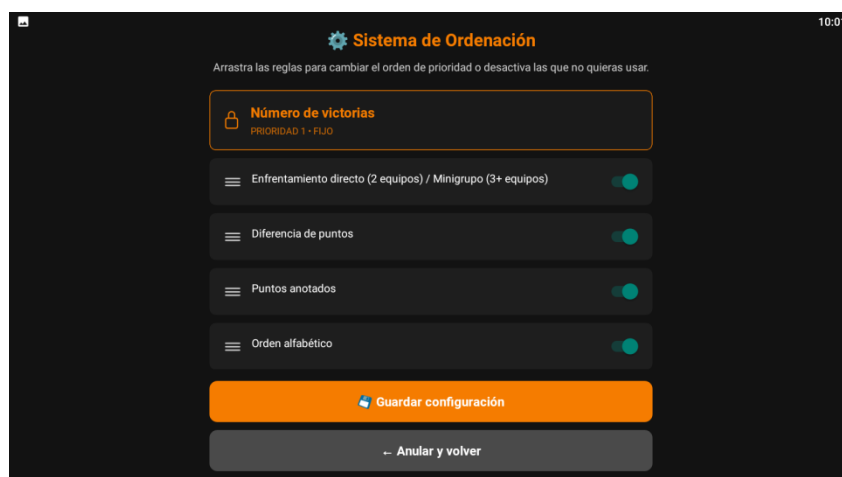 10:01
Sistema de Ordenación
Arrastra las reglas para cambiar el orden de prioridad o desactiva las que no quieras usar.
Número de victorias
PRIORIDAD 1 • FIJO
Enfrentamiento directo (2 equipos) / Minigrupo (3+ equipos)
Diferencia de puntos
Puntos anotados
Orden alfabético
Guardar configuración
← Anular y volver